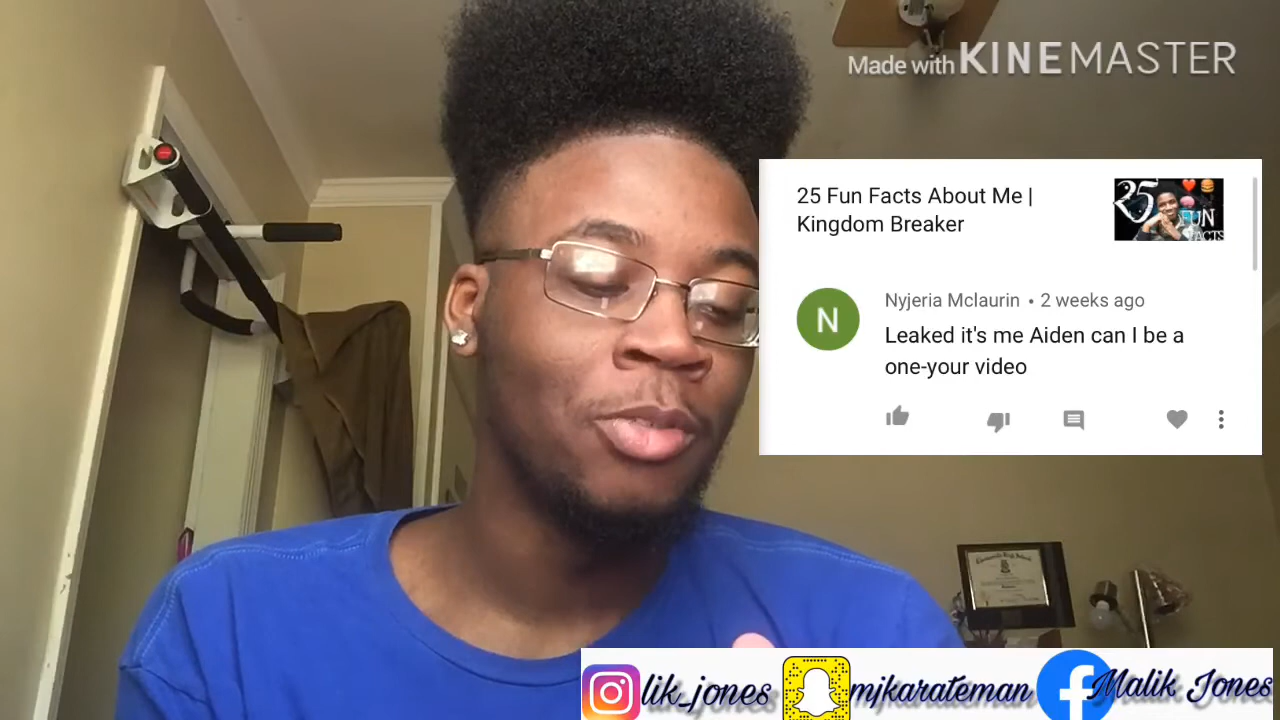 Made with KINEMASTER
25 Fun Facts About Me |
Kingdom Breaker
25
FUN
FACTS
N
Nyjeria Mclaurin • 2 weeks ago
Leaked it's me Aiden can I be a
one-your video
lik_jones
mjkarateman
Malik Jones